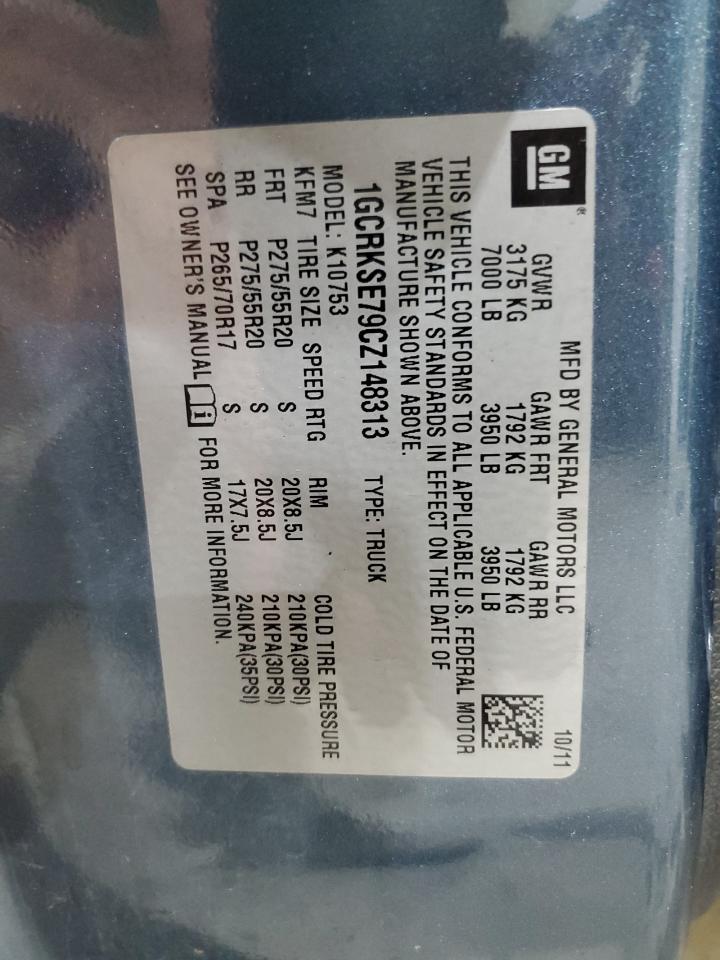 GM®
MFD BY GENERAL MOTORS LLC 10/11
GVWR GAWR FRT GAWR RR
3175 KG 1792 KG 1792 KG
7000 LB 3950 LB 3950 LB
THIS VEHICLE CONFORMS TO ALL APPLICABLE U.S. FEDERAL MOTOR
VEHICLE SAFETY STANDARDS IN EFFECT ON THE DATE OF
MANUFACTURE SHOWN ABOVE.
1GCRKSE79CZ148313 TYPE: TRUCK
MODEL: K10753
KFM7 TIRE SIZE SPEED RTG RIM COLD TIRE PRESSURE
FRT P275/55R20 S 20X8.5J 210KPA(30PSI)
RR P275/55R20 S 20X8.5J 210KPA(30PSI)
SPA P265/70R17 S 17X7.5J 240KPA(35PSI)
SEE OWNER'S MANUAL i FOR MORE INFORMATION.